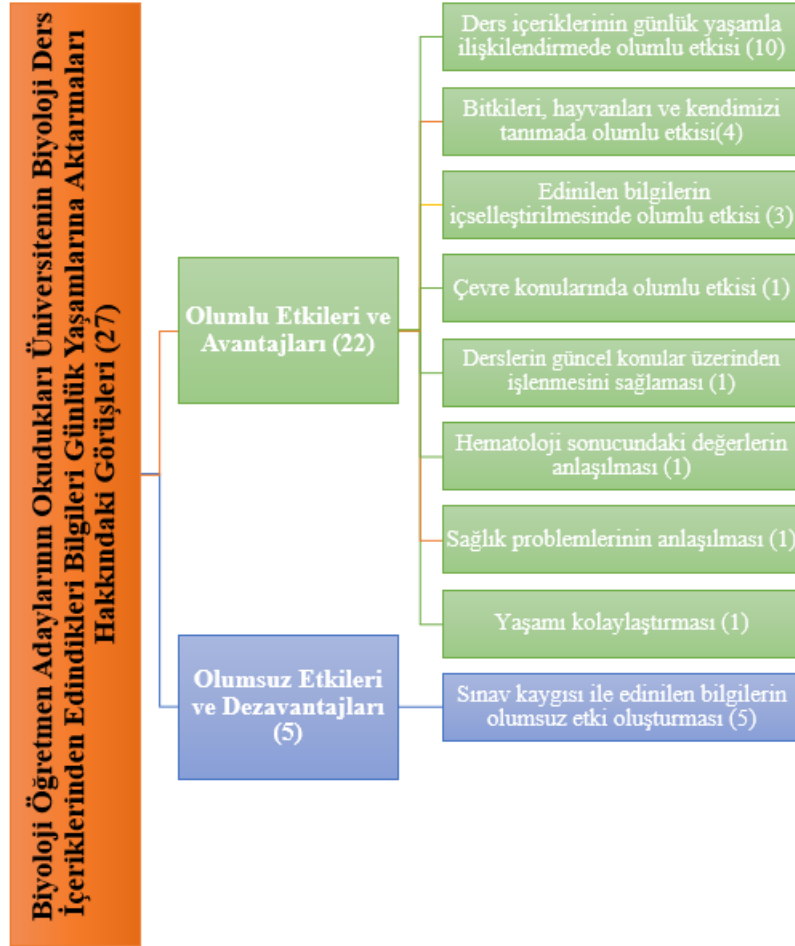 Biyoloji Öğretmen Adaylarının Okudukları Üniversitenin Biyoloji Ders
İçeriklerinden Edindikleri Bilgileri Günlük Yaşamlarına Aktarmaları
Hakkındaki Görüşleri (27)
Olumlu Etkileri ve
Avantajları (22)
Ders içeriklerinin günlük yaşamla
ilişkilendirmede olumlu etkisi (10)
Bitkileri, hayvanları ve kendimizi
tanımada olumlu etkisi(4)
Edinilen bilgilerin
içselleştirilmesinde olumlu etkisi (3)
Çevre konularında olumlu etkisi (1)
Derslerin güncel konular üzerinden
işlenmesini sağlaması (1)
Hematoloji sonucundaki değerlerin
anlaşılması (1)
Sağlık problemlerinin anlaşılması (1)
Yaşamı kolaylaştırması (1)
Olumsuz Etkileri
ve Dezavantajları
(5)
Sınav kaygısı ile edinilen bilgilerin
olumsuz etki oluşturması (5)